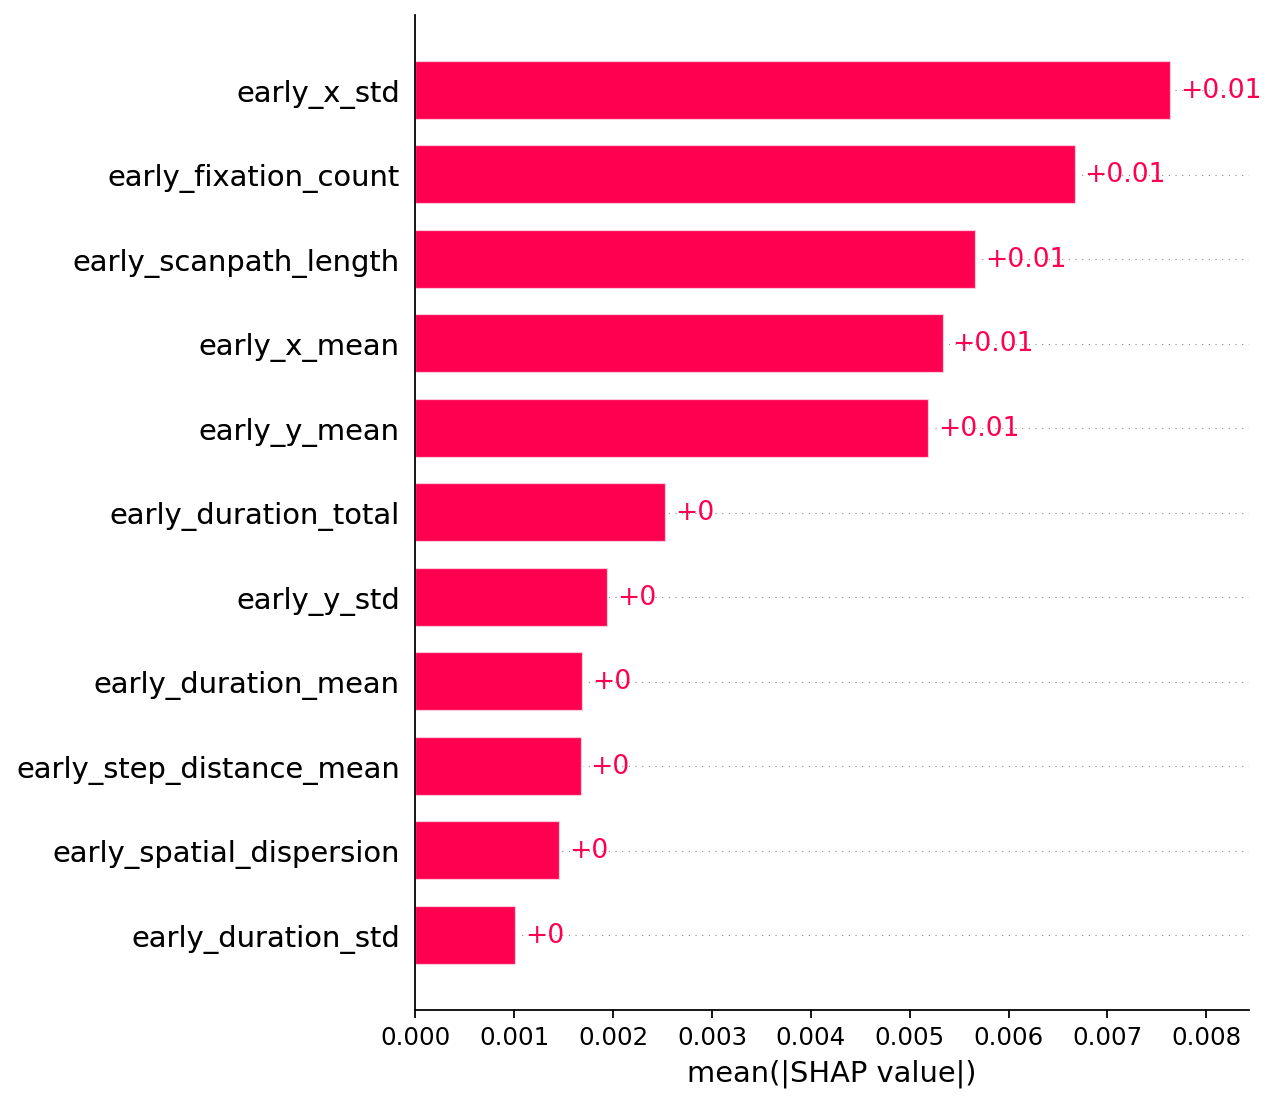 early_x_std +0.01
early_fixation_count +0.01
early_scanpath_length +0.01
early_x_mean +0.01
early_y_mean +0.01
early_duration_total +0
early_y_std +0
early_duration_mean +0
early_step_distance_mean +0
early_spatial_dispersion +0
early_duration_std +0
0.000 0.001 0.002 0.003 0.004 0.005 0.006 0.007 0.008
mean(|SHAP value|)